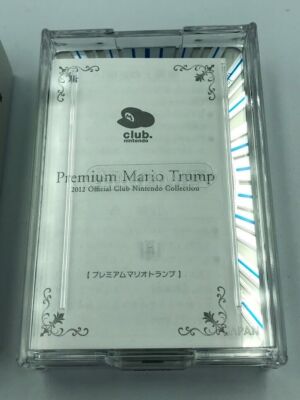 club.
nintendo
Premium Mario Trump
2012 Official Club Nintendo Collection
【プレミアムマリオトランプ】
JAPAN